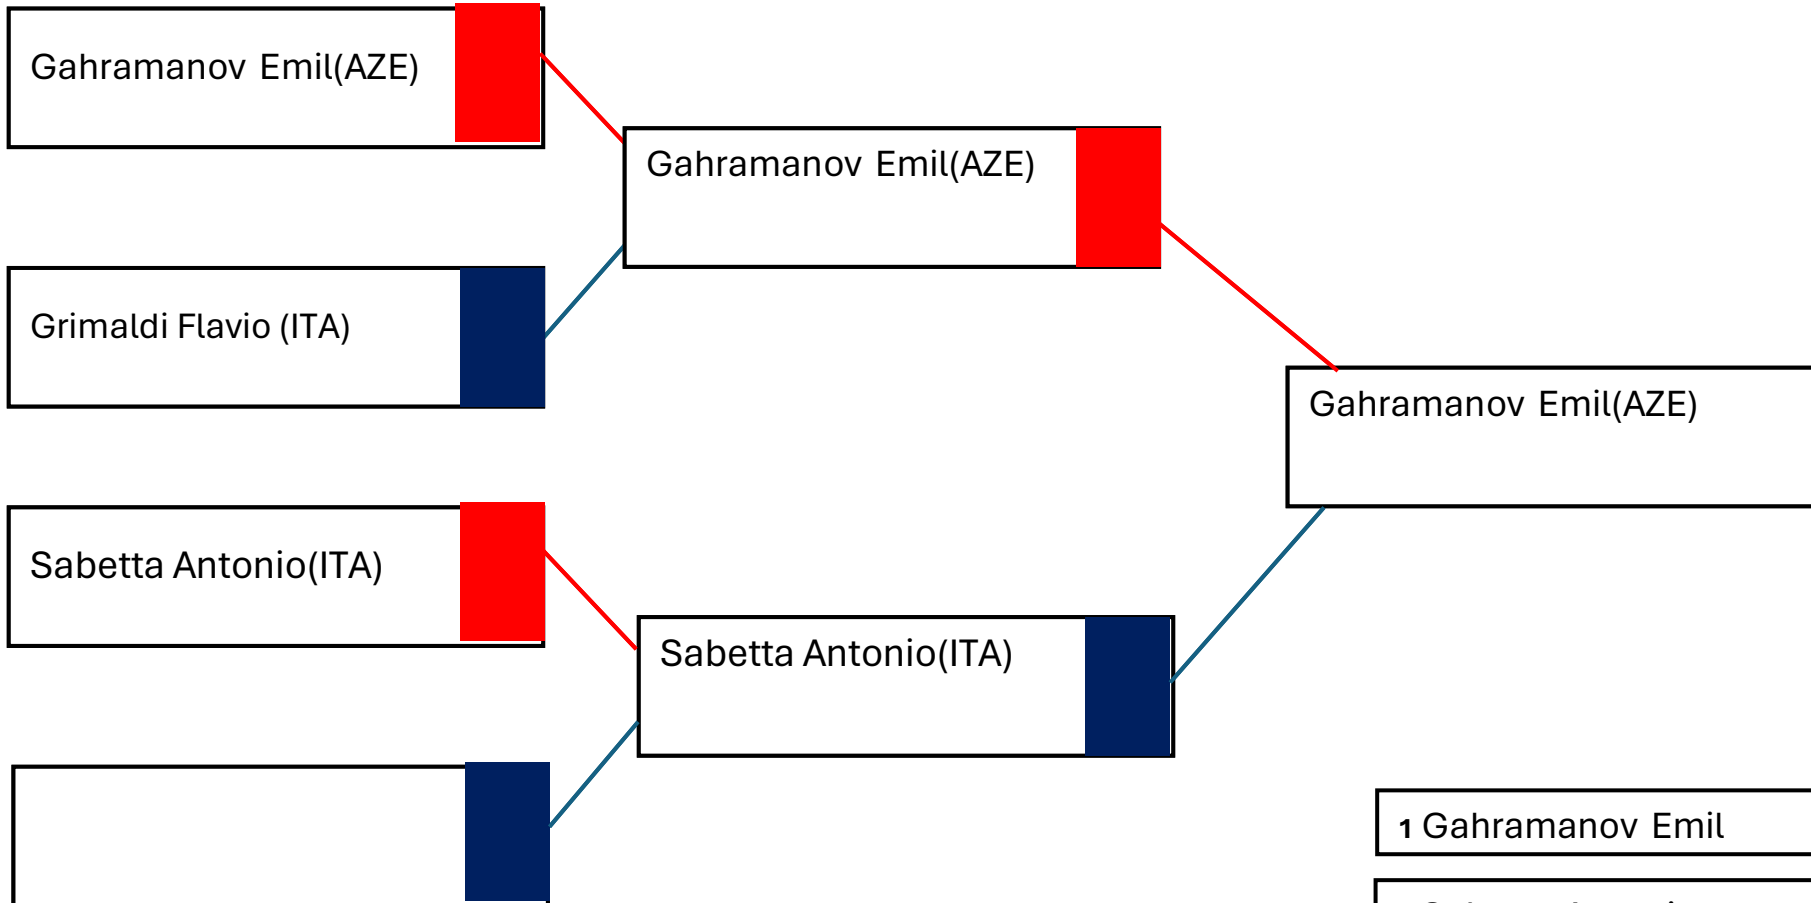 Gahramanov Emil(AZE)
Gahramanov Emil(AZE)
Grimaldi Flavio (ITA)
Gahramanov Emil(AZE)
Sabetta Antonio(ITA)
Sabetta Antonio(ITA)
1 Gahramanov Emil